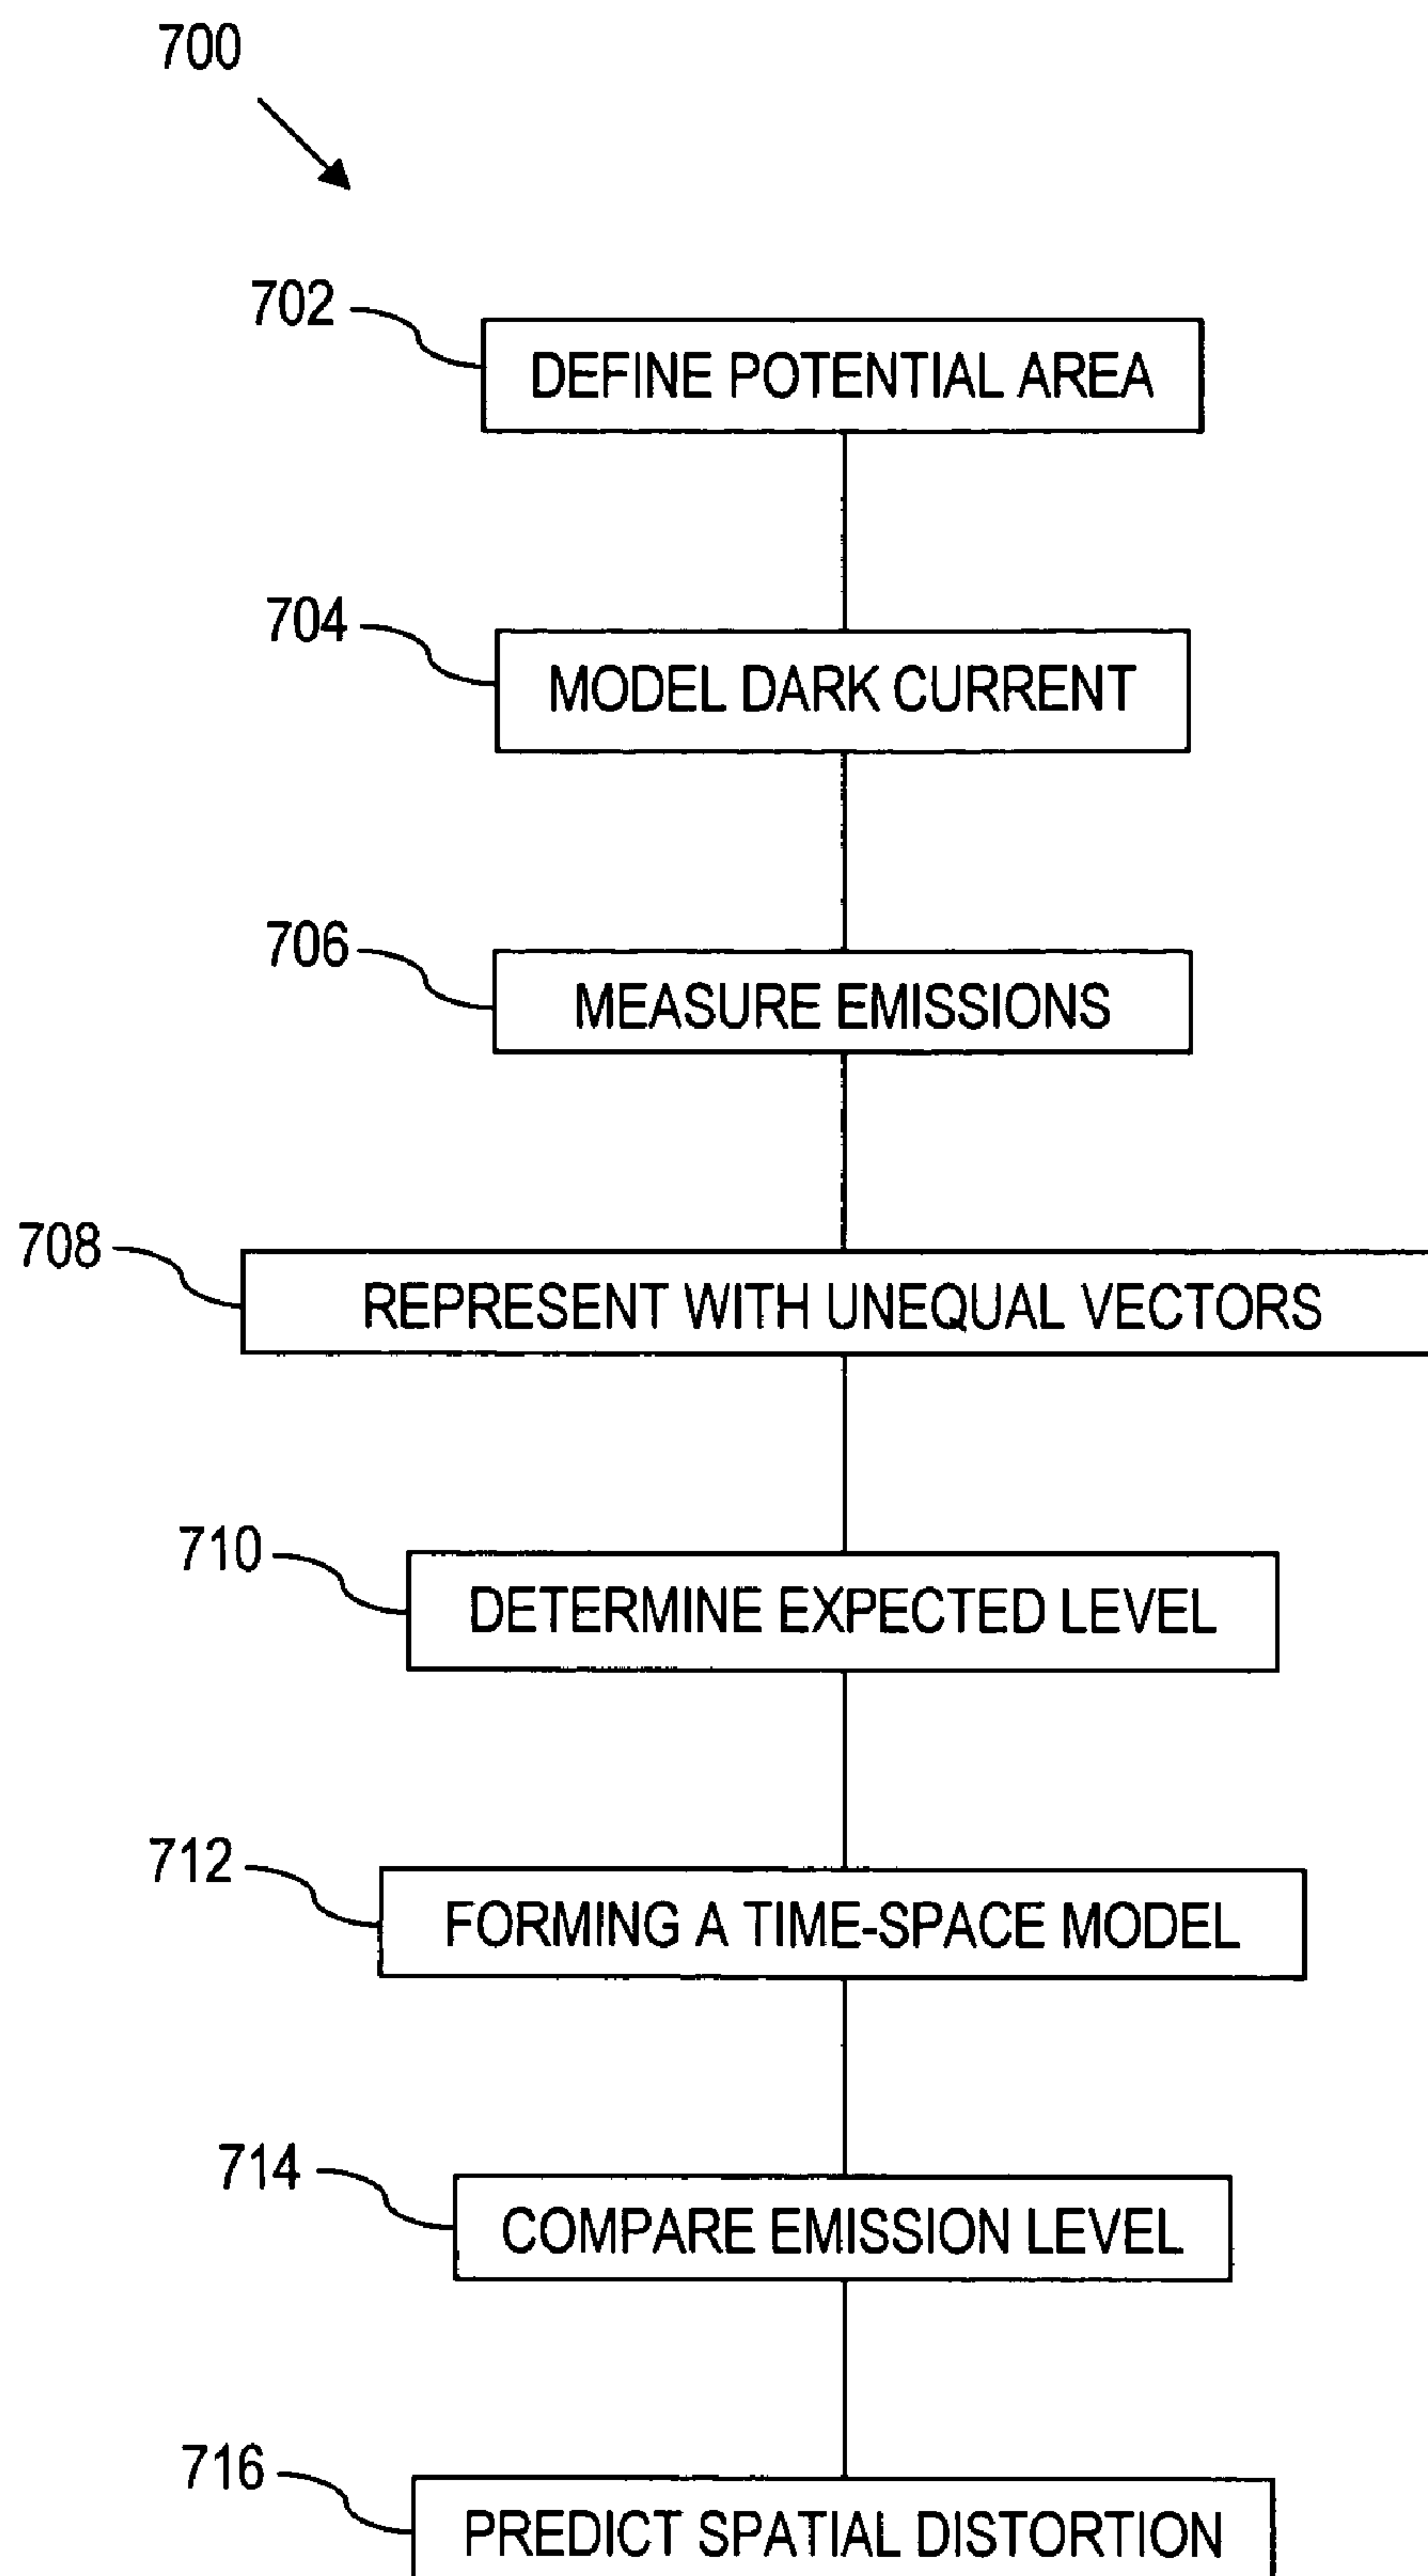 700
702
DEFINE POTENTIAL AREA
704
MODEL DARK CURRENT
706
MEASURE EMISSIONS
708
REPRESENT WITH UNEQUAL VECTORS
710
DETERMINE EXPECTED LEVEL
712
FORMING A TIME-SPACE MODEL
714
COMPARE EMISSION LEVEL
716
PREDICT SPATIAL DISTORTION